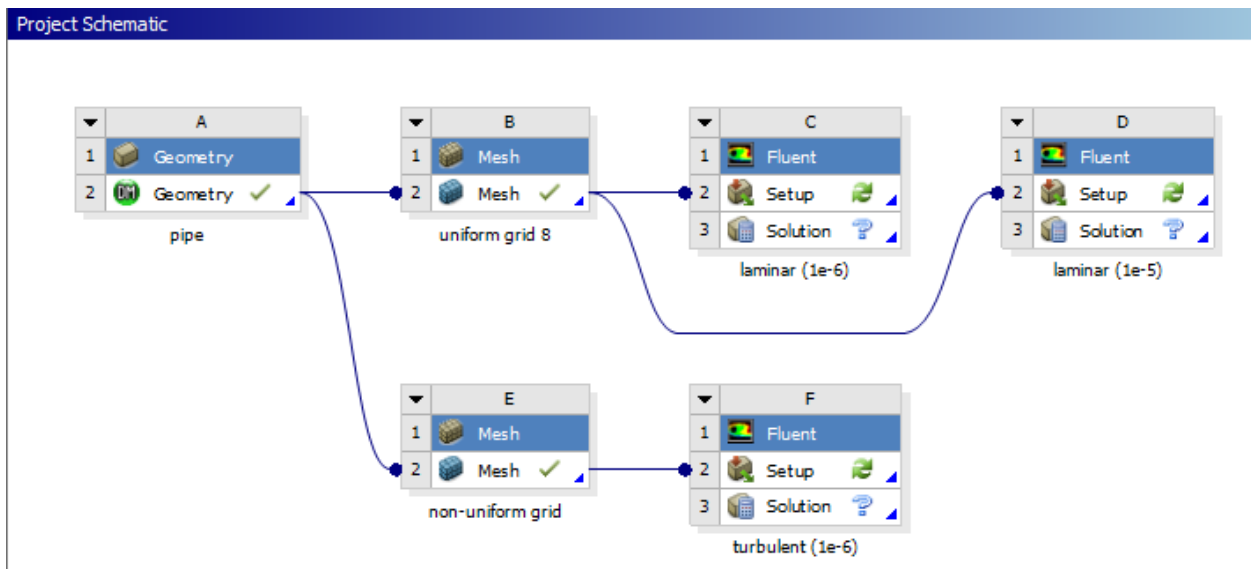 Project Schematic
A
1 Geometry
2 DM Geometry
pipe
B
1 Mesh
2 Mesh
uniform grid 8
C
1 Fluent
2 Setup
3 Solution ?
laminar (1e-6)
D
1 Fluent
2 Setup
3 Solution ?
laminar (1e-5)
E
1 Mesh
2 Mesh
non-uniform grid
F
1 Fluent
2 Setup
3 Solution ?
turbulent (1e-6)